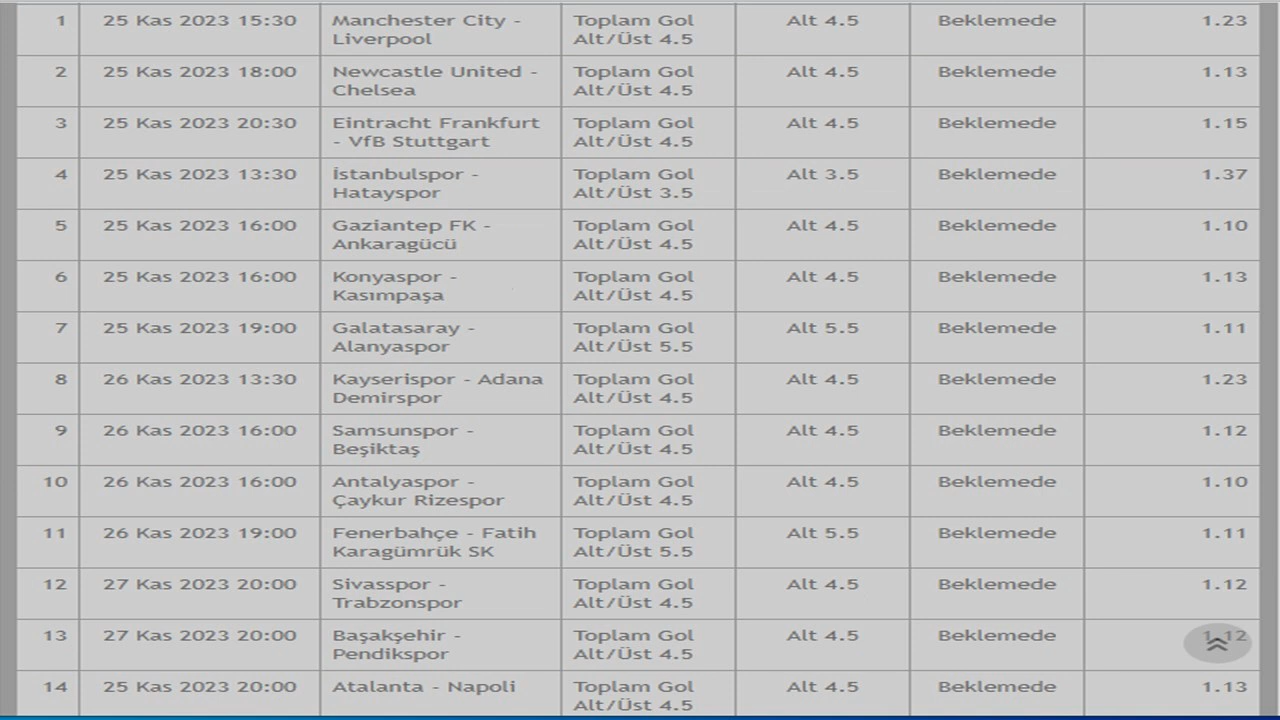 1 25 Kas 2023 15:30 Manchester City - Toplam Gol Alt 4.5 Beklemede 1.23
Liverpool Alt/Üst 4.5
2 25 Kas 2023 18:00 Newcastle United - Toplam Gol Alt 4.5 Beklemede 1.13
Chelsea Alt/Üst 4.5
3 25 Kas 2023 20:30 Eintracht Frankfurt Toplam Gol Alt 4.5 Beklemede 1.15
- VfB Stuttgart Alt/Üst 4.5
4 25 Kas 2023 13:30 İstanbulspor - Toplam Gol Alt 3.5 Beklemede 1.37
Hatayspor Alt/Üst 3.5
5 25 Kas 2023 16:00 Gaziantep FK - Toplam Gol Alt 4.5 Beklemede 1.10
Ankaragücü Alt/Üst 4.5
6 25 Kas 2023 16:00 Konyaspor - Toplam Gol Alt 4.5 Beklemede 1.13
Kasımpaşa Alt/Üst 4.5
7 25 Kas 2023 19:00 Galatasaray - Toplam Gol Alt 5.5 Beklemede 1.11
Alanyaspor Alt/Üst 5.5
8 26 Kas 2023 13:30 Kayserispor - Adana Toplam Gol Alt 4.5 Beklemede 1.23
Demirspor Alt/Üst 4.5
9 26 Kas 2023 16:00 Samsunspor - Toplam Gol Alt 4.5 Beklemede 1.12
Beşiktaş Alt/Üst 4.5
10 26 Kas 2023 16:00 Antalyaspor - Toplam Gol Alt 4.5 Beklemede 1.10
Çaykur Rizespor Alt/Üst 4.5
11 26 Kas 2023 19:00 Fenerbahçe - Fatih Toplam Gol Alt 5.5 Beklemede 1.11
Karagümrük SK Alt/Üst 5.5
12 27 Kas 2023 20:00 Sivasspor - Toplam Gol Alt 4.5 Beklemede 1.12
Trabzonspor Alt/Üst 4.5
13 27 Kas 2023 20:00 Başakşehir - Toplam Gol Alt 4.5 Beklemede 1.12
Pendikspor Alt/Üst 4.5
14 25 Kas 2023 20:00 Atalanta - Napoli Toplam Gol Alt 4.5 Beklemede 1.13
Alt/Üst 4.5